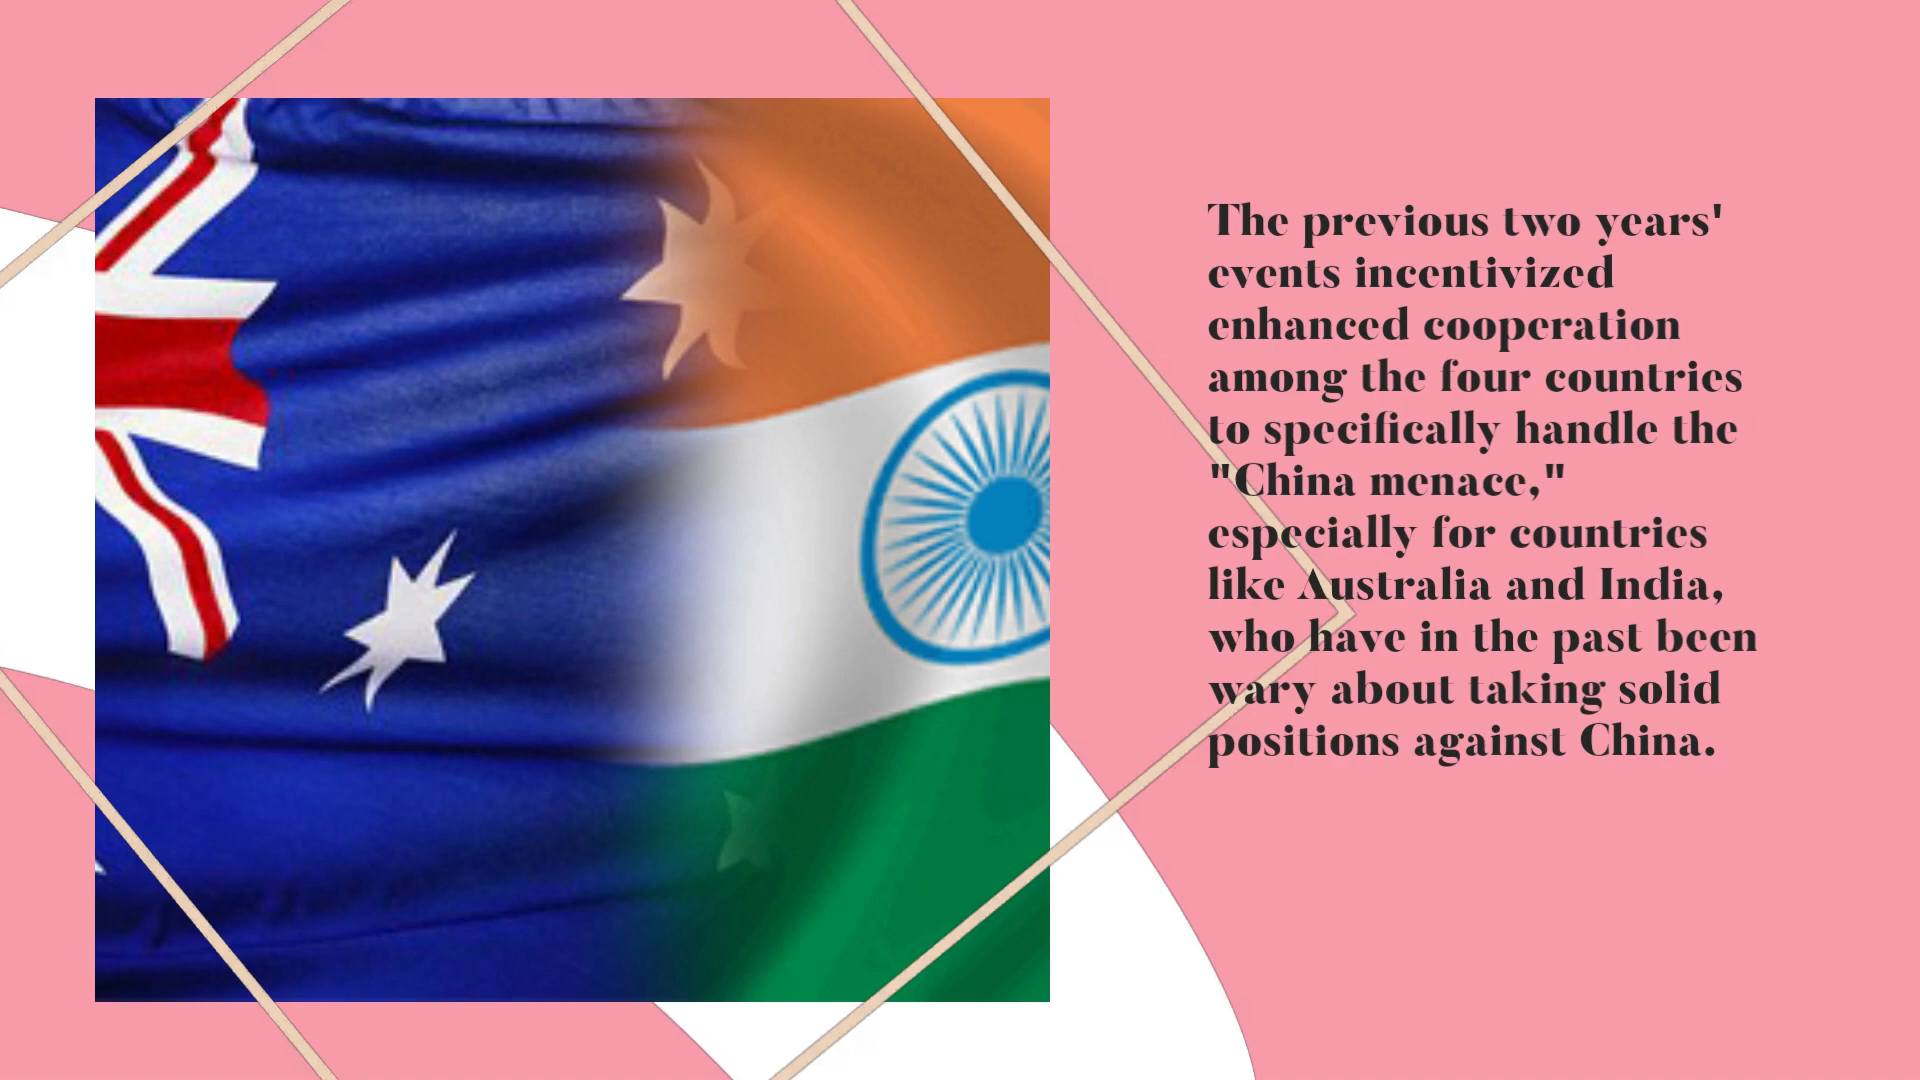 The previous two years'
events incentivized
enhanced cooperation
among the four countries
to specifically handle the
"China menace,"
especially for countries
like Australia and India,
who have in the past been
wary about taking solid
positions against China.